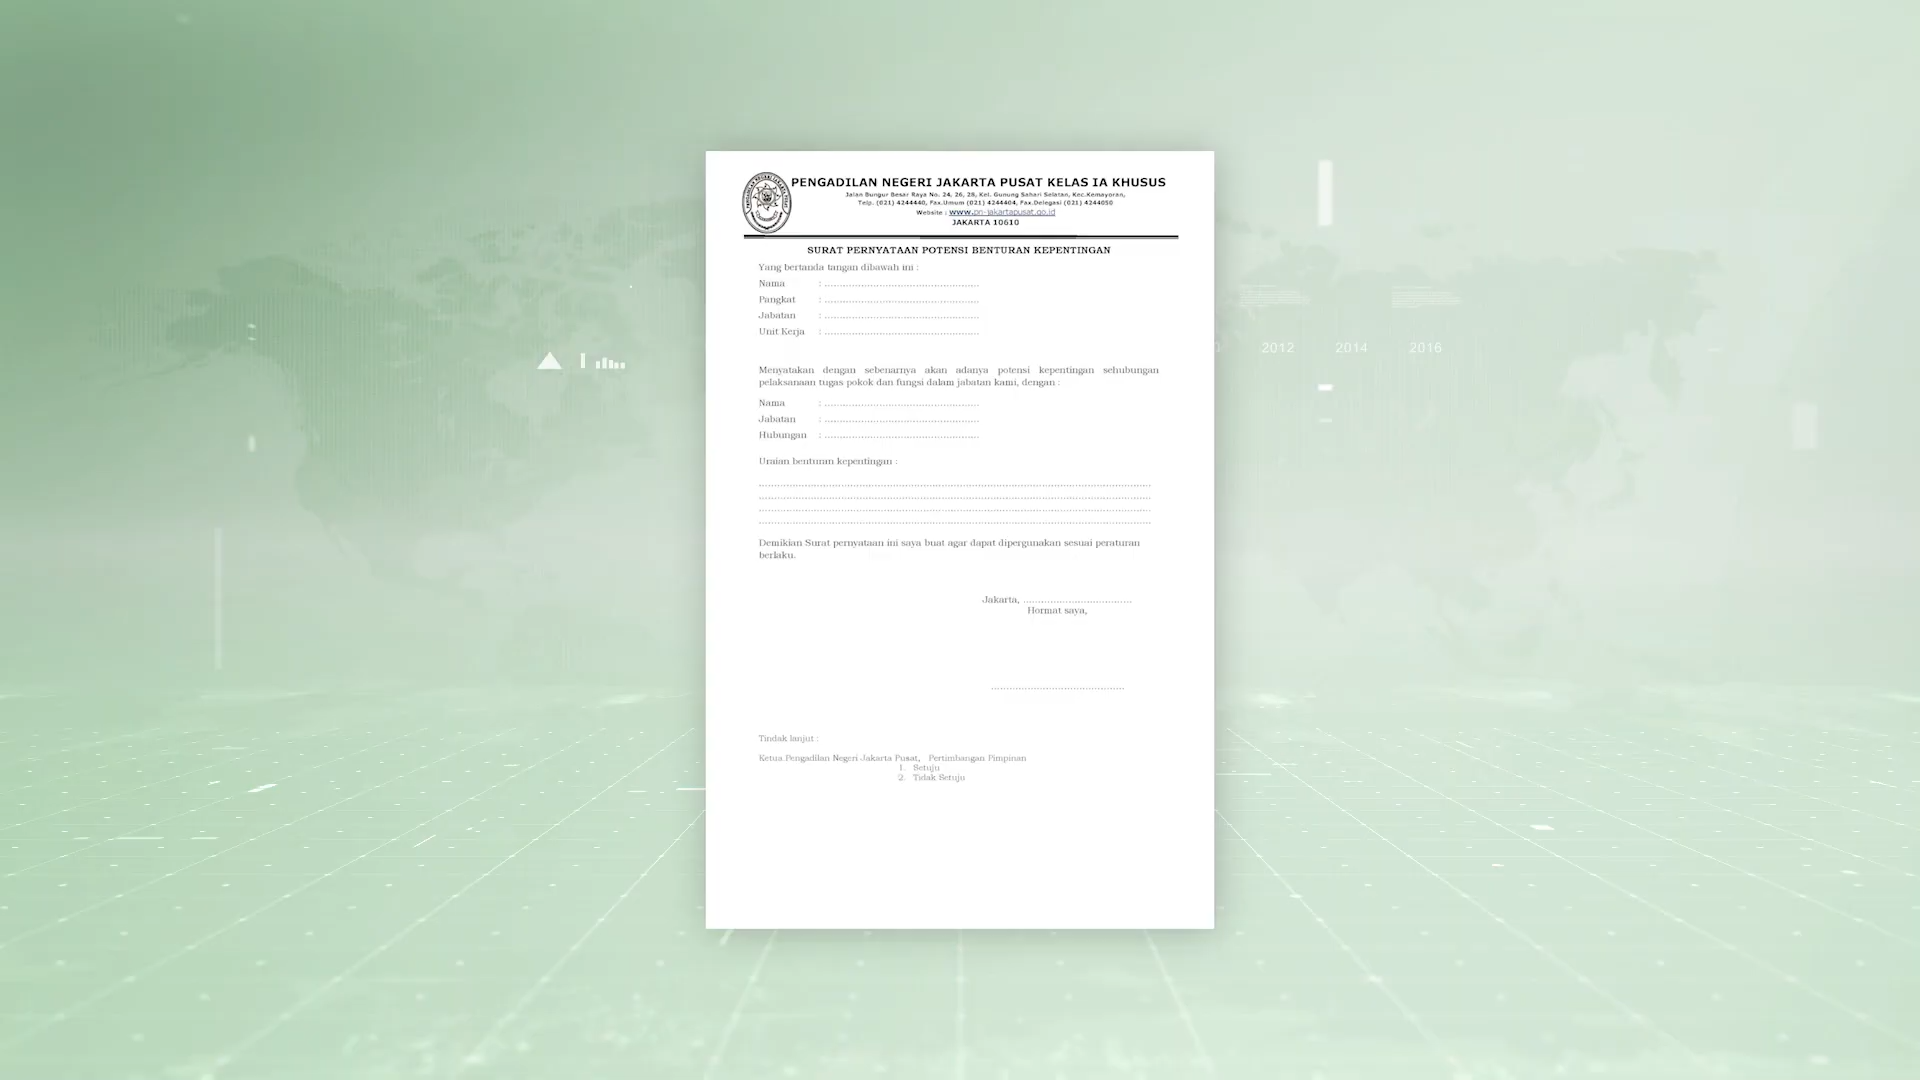 PENGADILAN NEGERI JAKARTA PUSAT KELAS IA KHUSUS
Jalan Bungur Besar Raya No. 24, 26, 28, Kel. Gunung Sahari Selatan, Kec.Kemayoran,
Telp. (021) 4244440, Fax.Umum (021) 4244404, Fax.Delegasi (021) 4244050
Website : www.pn-jakartapusat.go.id
JAKARTA 10610
SURAT PERNYATAAN POTENSI BENTURAN KEPENTINGAN
Yang bertanda tangan dibawah ini :
Nama : ....................................................
Pangkat : ....................................................
Jabatan : ....................................................
Unit Kerja : ....................................................
Menyatakan dengan sebenarnya akan adanya potensi kepentingan sehubungan
pelaksanaan tugas pokok dan fungsi dalam jabatan kami, dengan :
Nama : ....................................................
Jabatan : ....................................................
Hubungan : ....................................................
Uraian benturan kepentingan :
Demikian Surat pernyataan ini saya buat agar dapat dipergunakan sesuai peraturan
berlaku.
Jakarta, ....................................
Hormat saya,
............................................
Tindak lanjut :
Ketua Pengadilan Negeri Jakarta Pusat, Pertimbangan Pimpinan
1. Setuju
2. Tidak Setuju
2012 2014 2016